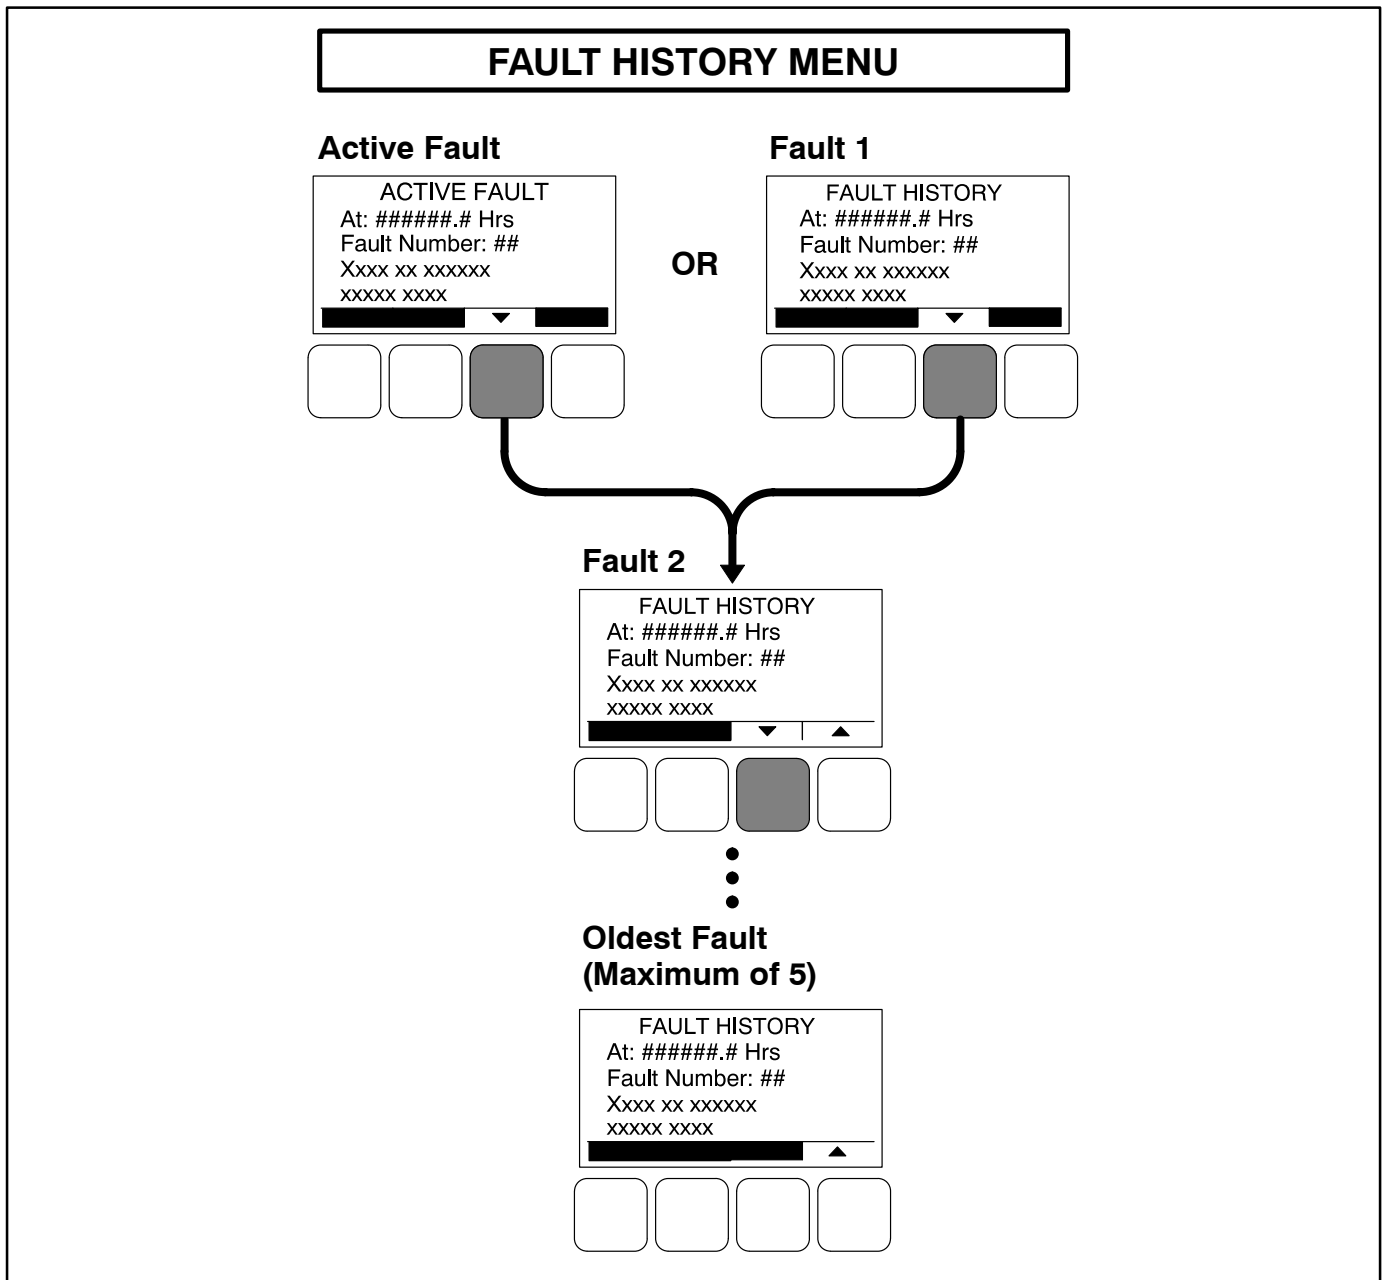 FAULT HISTORY MENU
Active Fault
ACTIVE FAULT
At: ######.# Hrs
Fault Number: ##
Xxxx xx xxxxxx
xxxxx xxxx
OR
Fault 1
FAULT HISTORY
At: ######.# Hrs
Fault Number: ##
Xxxx xx xxxxxx
xxxxx xxxx
Fault 2
FAULT HISTORY
At: ######.# Hrs
Fault Number: ##
Xxxx xx xxxxxx
xxxxx xxxx
Oldest Fault
(Maximum of 5)
FAULT HISTORY
At: ######.# Hrs
Fault Number: ##
Xxxx xx xxxxxx
xxxxx xxxx